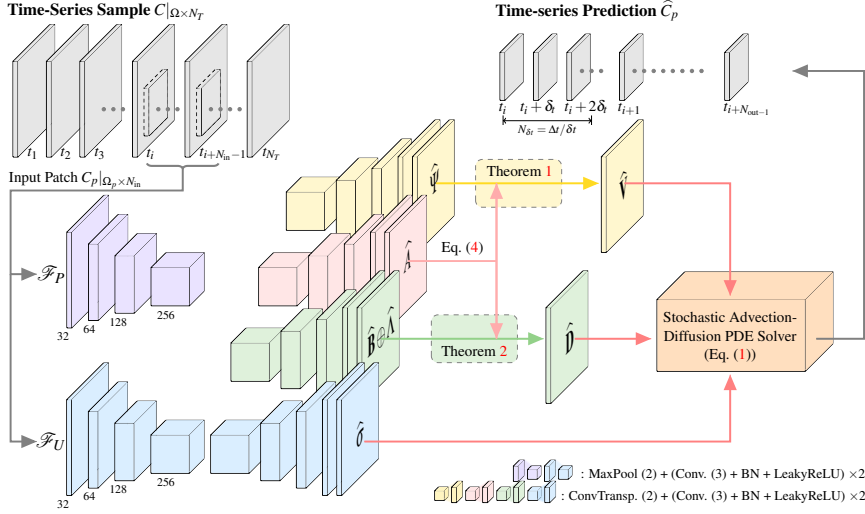 Time-Series Sample C|Ω×N_T
Time-series Prediction Ĉ_p
t_1 t_2 t_3 t_i t_{i+N_in−1} t_{N_T}
t_i t_i + δ_t t_i + 2δ_t t_{i+1} t_{i+N_out−1}
N_{δt} = Δt/δt
Input Patch C_p|Ω_p×N_in
ℱ_P
32 64 128 256
Ψ̂
Theorem 1
V̂
Â
Eq. (4)
B̂ ⊕ Λ̂
Theorem 2
D̂
Stochastic Advection-
Diffusion PDE Solver
(Eq. (1))
ℱ_U
32 64 128 256
σ̂
: MaxPool (2) + (Conv. (3) + BN + LeakyReLU) ×2
: ConvTransp. (2) + (Conv. (3) + BN + LeakyReLU) ×2